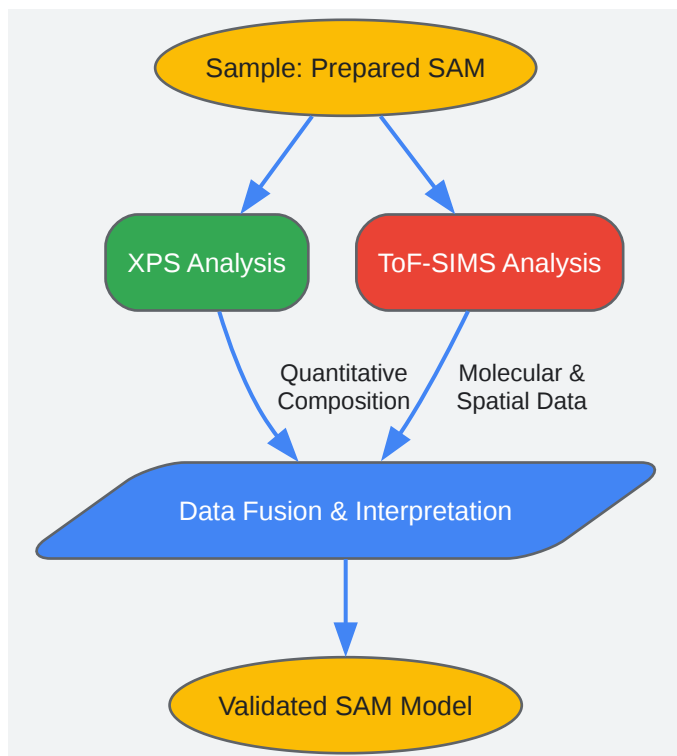 Sample: Prepared SAM
XPS Analysis
ToF-SIMS Analysis
Quantitative
Composition
Molecular &
Spatial Data
Data Fusion & Interpretation
Validated SAM Model